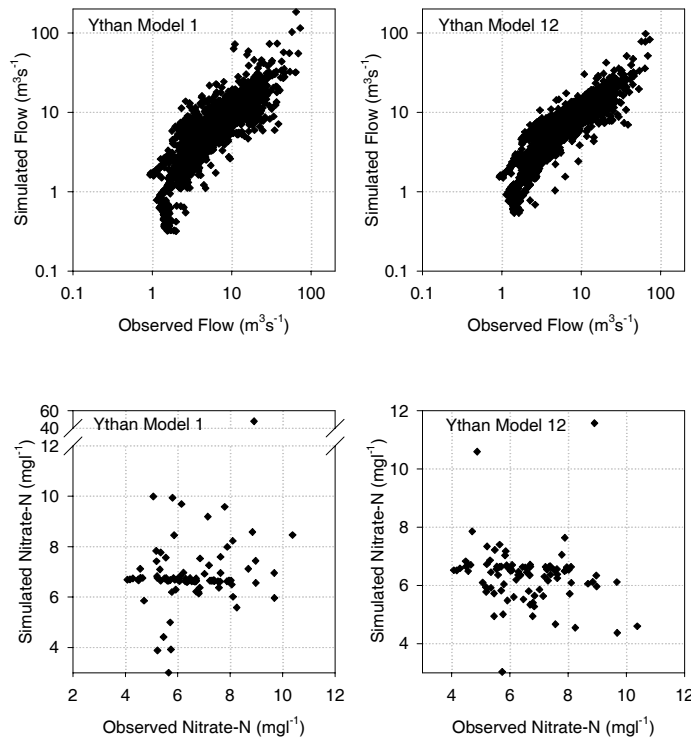 Ythan Model 1
100
10
1
0.1
Simulated Flow (m³s⁻¹)
0.1 1 10 100
Observed Flow (m³s⁻¹)
Ythan Model 12
100
10
1
0.1
Simulated Flow (m³s⁻¹)
0.1 1 10 100
Observed Flow (m³s⁻¹)
Ythan Model 1
60
40
12
10
8
6
4
Simulated Nitrate-N (mgl⁻¹)
2 4 6 8 10 12
Observed Nitrate-N (mgl⁻¹)
Ythan Model 12
12
10
8
6
4
Simulated Nitrate-N (mgl⁻¹)
4 6 8 10 12
Observed Nitrate-N (mgl⁻¹)